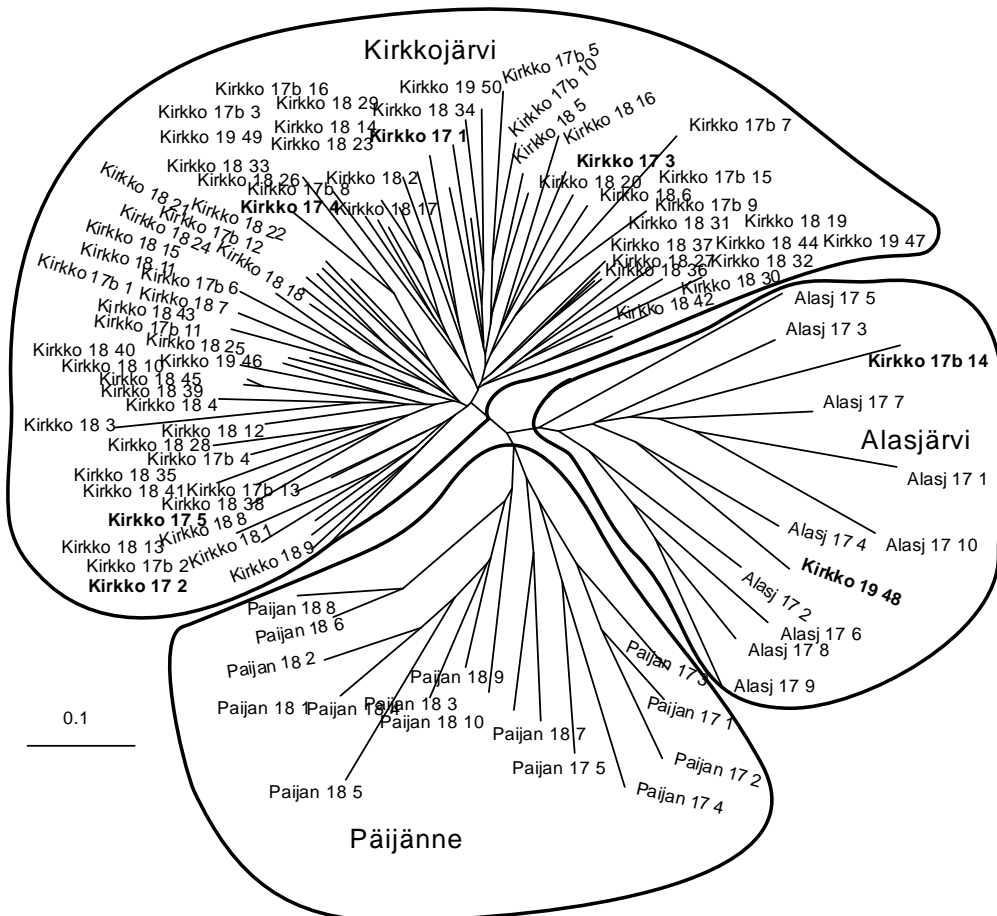 Kirkkojärvi
Kirkko 17b 5
Kirkko 17b 10
Kirkko 19 50
Kirkko 17b 16
Kirkko 18 29
Kirkko 18 34
Kirkko 18 5
Kirkko 18 16
Kirkko 17b 3
Kirkko 18 14
Kirkko 17 1
Kirkko 17b 7
Kirkko 19 49
Kirkko 18 23
Kirkko 17 3
Kirkko 18 33
Kirkko 18 26
Kirkko 17b 8
Kirkko 18 2
Kirkko 18 20
Kirkko 17b 15
Kirkko 18 6
Kirkko 17b 9
Kirkko 17 4
Kirkko 18 17
Kirkko 18 31
Kirkko 18 19
Kirkko 18 21
Kirkko 18 22
Kirkko 17b 12
Kirkko 18 24
Kirkko 18 37
Kirkko 18 44
Kirkko 19 47
Kirkko 18 15
Kirkko 18 27
Kirkko 18 32
Kirkko 18 11
Kirkko 18 18
Kirkko 18 36
Kirkko 18 30
Kirkko 17b 1
Kirkko 17b 6
Kirkko 18 42
Kirkko 18 7
Kirkko 18 43
Kirkko 17b 11
Kirkko 18 25
Kirkko 18 40
Kirkko 19 46
Kirkko 18 10
Kirkko 18 45
Kirkko 18 39
Kirkko 18 4
Kirkko 18 3
Kirkko 18 12
Kirkko 18 28
Kirkko 17b 4
Kirkko 18 35
Kirkko 18 41
Kirkko 17b 13
Kirkko 18 38
Kirkko 17 5
Kirkko 18 8
Kirkko 18 1
Kirkko 18 13
Kirkko 17b 2
Kirkko 18 9
Kirkko 17 2
Alasj 17 5
Alasj 17 3
Kirkko 17b 14
Alasj 17 7
Alasjärvi
Alasj 17 1
Alasj 17 4
Alasj 17 10
Kirkko 19 48
Alasj 17 2
Alasj 17 6
Alasj 17 8
Alasj 17 9
Paijan 18 8
Paijan 18 6
Paijan 18 2
Paijan 18 9
Paijan 17 3
Paijan 18 1
Paijan 18 4
Paijan 18 3
Paijan 18 10
Paijan 17 1
Paijan 18 7
Paijan 17 5
Paijan 17 2
Paijan 18 5
Paijan 17 4
0.1
Päijänne